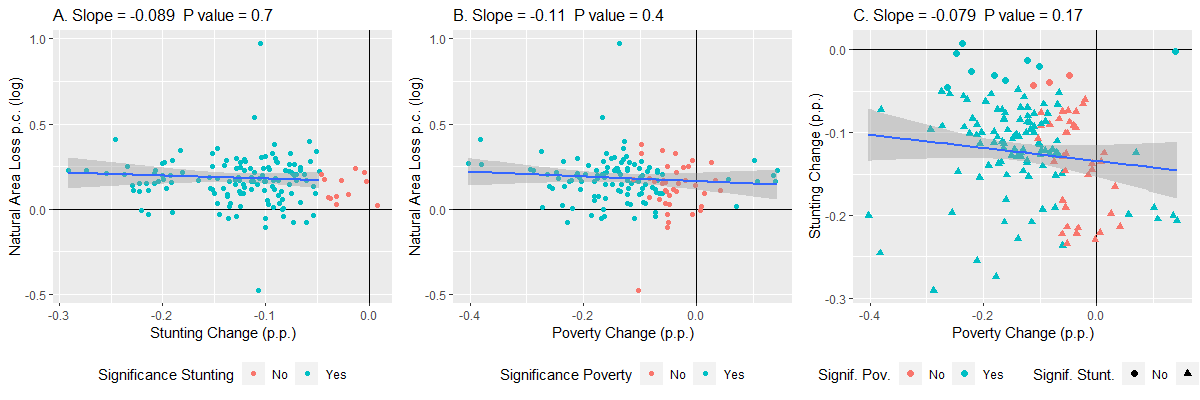 A. Slope = -0.089 P value = 0.7
Natural Area Loss p.c. (log)
1.0
0.5
0.0
-0.5
-0.3
-0.2
-0.1
0.0
Stunting Change (p.p.)
Significance Stunting No Yes
B. Slope = -0.11 P value = 0.4
Natural Area Loss p.c. (log)
1.0
0.5
0.0
-0.5
-0.4
-0.2
0.0
Poverty Change (p.p.)
Significance Poverty No Yes
C. Slope = -0.079 P value = 0.17
Stunting Change (p.p.)
0.0
-0.1
-0.2
-0.3
-0.4
-0.2
0.0
Poverty Change (p.p.)
Signif. Pov. No Yes Signif. Stunt. No